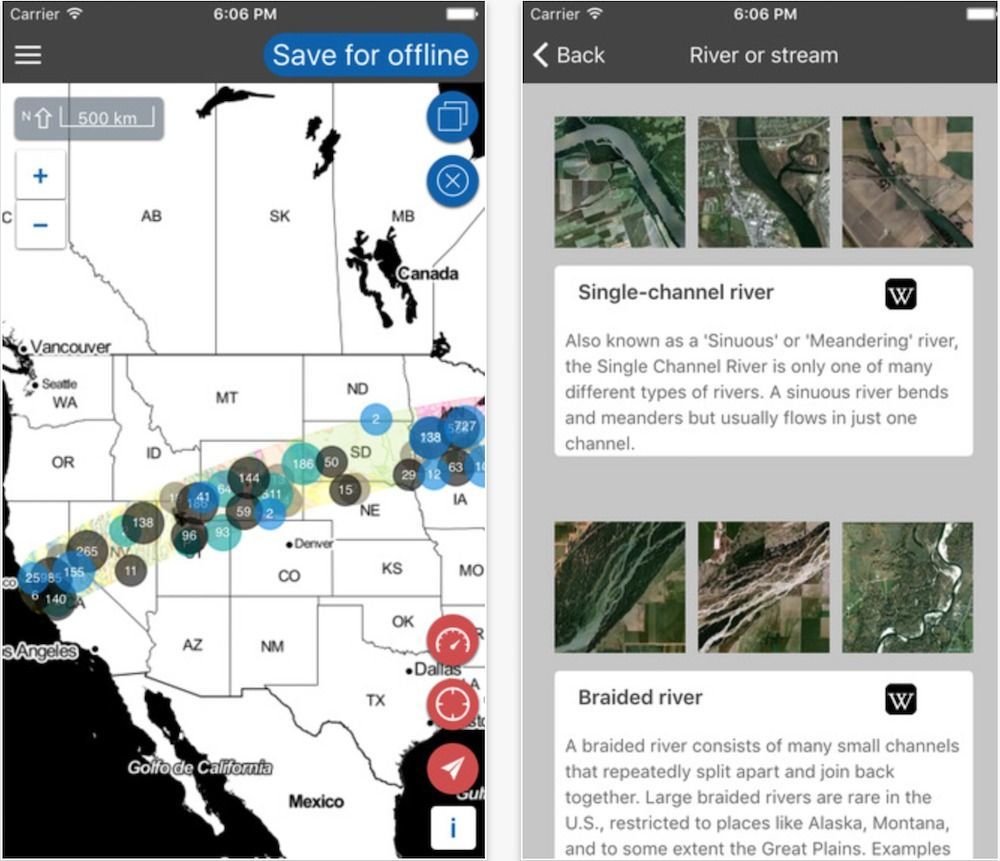 Carrier 6:06 PM
Save for offline
N 500 km
+
−
C AB SK MB
Canada
Vancouver
Seattle
WA MT ND
2
138 727
OR ID SD
186 50 63
144 29 12 10
64 511 15 IA
41 59 2 NE
138 96 93
265 Denver
155 11 CO KS MO
25 985
6 140
OK
s Angeles AZ NM
Dallas
TX
Golfo de California
Mexico
i
Carrier 6:06 PM
Back River or stream
Single-channel river W
Also known as a 'Sinuous' or 'Meandering' river,
the Single Channel River is only one of many
different types of rivers. A sinuous river bends
and meanders but usually flows in just one
channel.
Braided river W
A braided river consists of many small channels
that repeatedly split apart and join back
together. Large braided rivers are rare in the
U.S., restricted to places like Alaska, Montana,
and to some extent the Great Plains. Examples